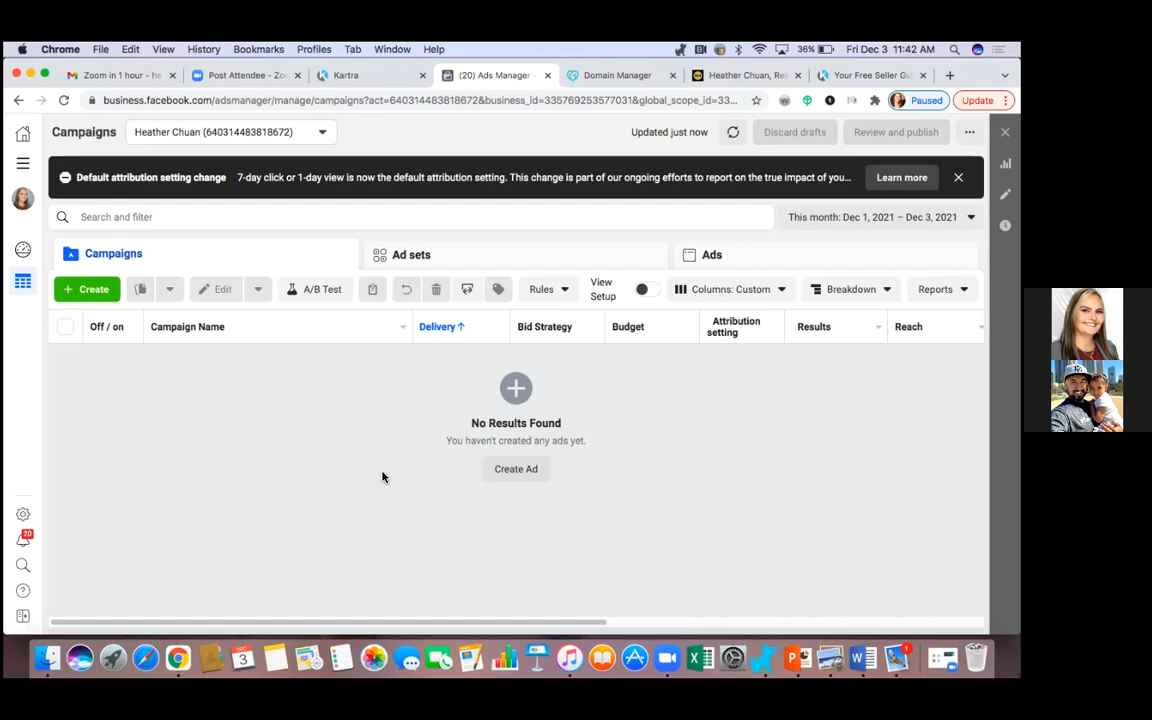 Chrome File Edit View History Bookmarks Profiles Tab Window Help 36% Fri Dec 3 11:42 AM
Zoom in 1 hour - he Post Attendee - Zo Kartra (20) Ads Manager - Domain Manager Heather Chuan, Re Your Free Seller Gu
business.facebook.com/adsmanager/manage/campaigns?act=640314483818672&business_id=335769253577031&global_scope_id=33... Paused Update
Campaigns Heather Chuan (640314483818672) Updated just now Discard drafts Review and publish
Default attribution setting change 7-day click or 1-day view is now the default attribution setting. This change is part of our ongoing efforts to report on the true impact of you... Learn more
Search and filter This month: Dec 1, 2021 – Dec 3, 2021
Campaigns Ad sets Ads
+ Create Edit A/B Test Rules View Setup Columns: Custom Breakdown Reports
Off / on Campaign Name Delivery ↑ Bid Strategy Budget Attribution setting Results Reach
No Results Found
You haven't created any ads yet.
Create Ad
20
DEC
3
1